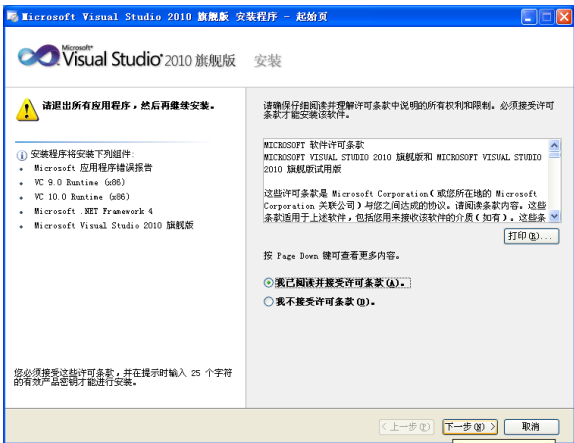 Microsoft Visual Studio 2010 旗舰版 安装程序 - 起始页
Microsoft
Visual Studio 2010 旗舰版 安装
请退出所有应用程序，然后再继续安装。
安装程序将安装下列组件:
Microsoft 应用程序错误报告
VC 9.0 Runtime (x86)
VC 10.0 Runtime (x86)
Microsoft .NET Framework 4
Microsoft Visual Studio 2010 旗舰版
您必须接受这些许可条款，并在提示时输入 25 个字符
的有效产品密钥才能进行安装。
请确保仔细阅读并理解许可条款中说明的所有权利和限制。必须接受许可
条款才能安装该软件。
MICROSOFT 软件许可条款
MICROSOFT VISUAL STUDIO 2010 旗舰版和 MICROSOFT VISUAL STUDIO
2010 旗舰版试用版
这些许可条款是 Microsoft Corporation（或您所在地的 Microsoft
Corporation 关联公司）与您之间达成的协议。请阅读条款内容。这些
条款适用于上述软件，包括您用来接收该软件的介质（如有）。这些条
打印(R)...
按 Page Down 键可查看更多内容。
我已阅读并接受许可条款(A)。
我不接受许可条款(D)。
< 上一步(P)
下一步(N) >
取消